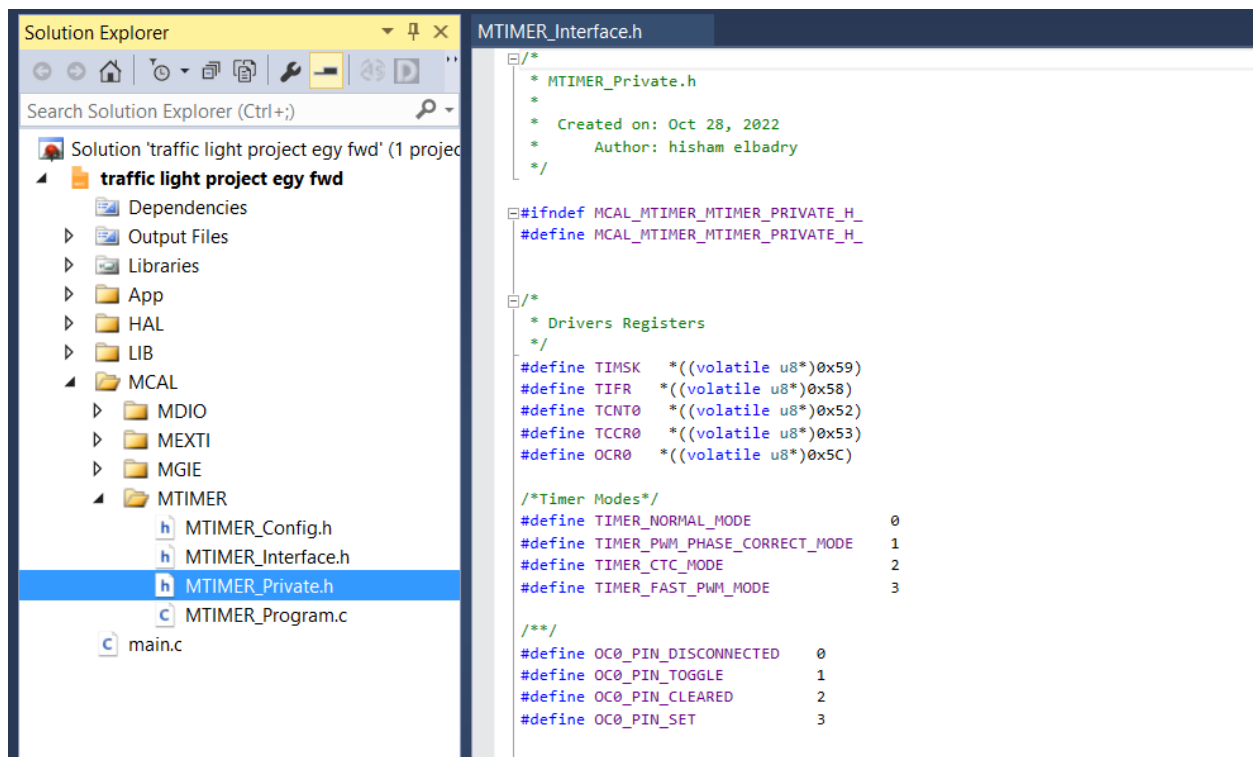 Solution Explorer
Search Solution Explorer (Ctrl+;)
Solution 'traffic light project egy fwd' (1 projec
traffic light project egy fwd
Dependencies
Output Files
Libraries
App
HAL
LIB
MCAL
MDIO
MEXTI
MGIE
MTIMER
MTIMER_Config.h
MTIMER_Interface.h
MTIMER_Private.h
MTIMER_Program.c
main.c
MTIMER_Interface.h
/*
* MTIMER_Private.h
*
* Created on: Oct 28, 2022
* Author: hisham elbadry
*/
#ifndef MCAL_MTIMER_MTIMER_PRIVATE_H_
#define MCAL_MTIMER_MTIMER_PRIVATE_H_
/*
* Drivers Registers
*/
#define TIMSK *((volatile u8*)0x59)
#define TIFR *((volatile u8*)0x58)
#define TCNT0 *((volatile u8*)0x52)
#define TCCR0 *((volatile u8*)0x53)
#define OCR0 *((volatile u8*)0x5C)
/*Timer Modes*/
#define TIMER_NORMAL_MODE 0
#define TIMER_PWM_PHASE_CORRECT_MODE 1
#define TIMER_CTC_MODE 2
#define TIMER_FAST_PWM_MODE 3
/**/
#define OC0_PIN_DISCONNECTED 0
#define OC0_PIN_TOGGLE 1
#define OC0_PIN_CLEARED 2
#define OC0_PIN_SET 3